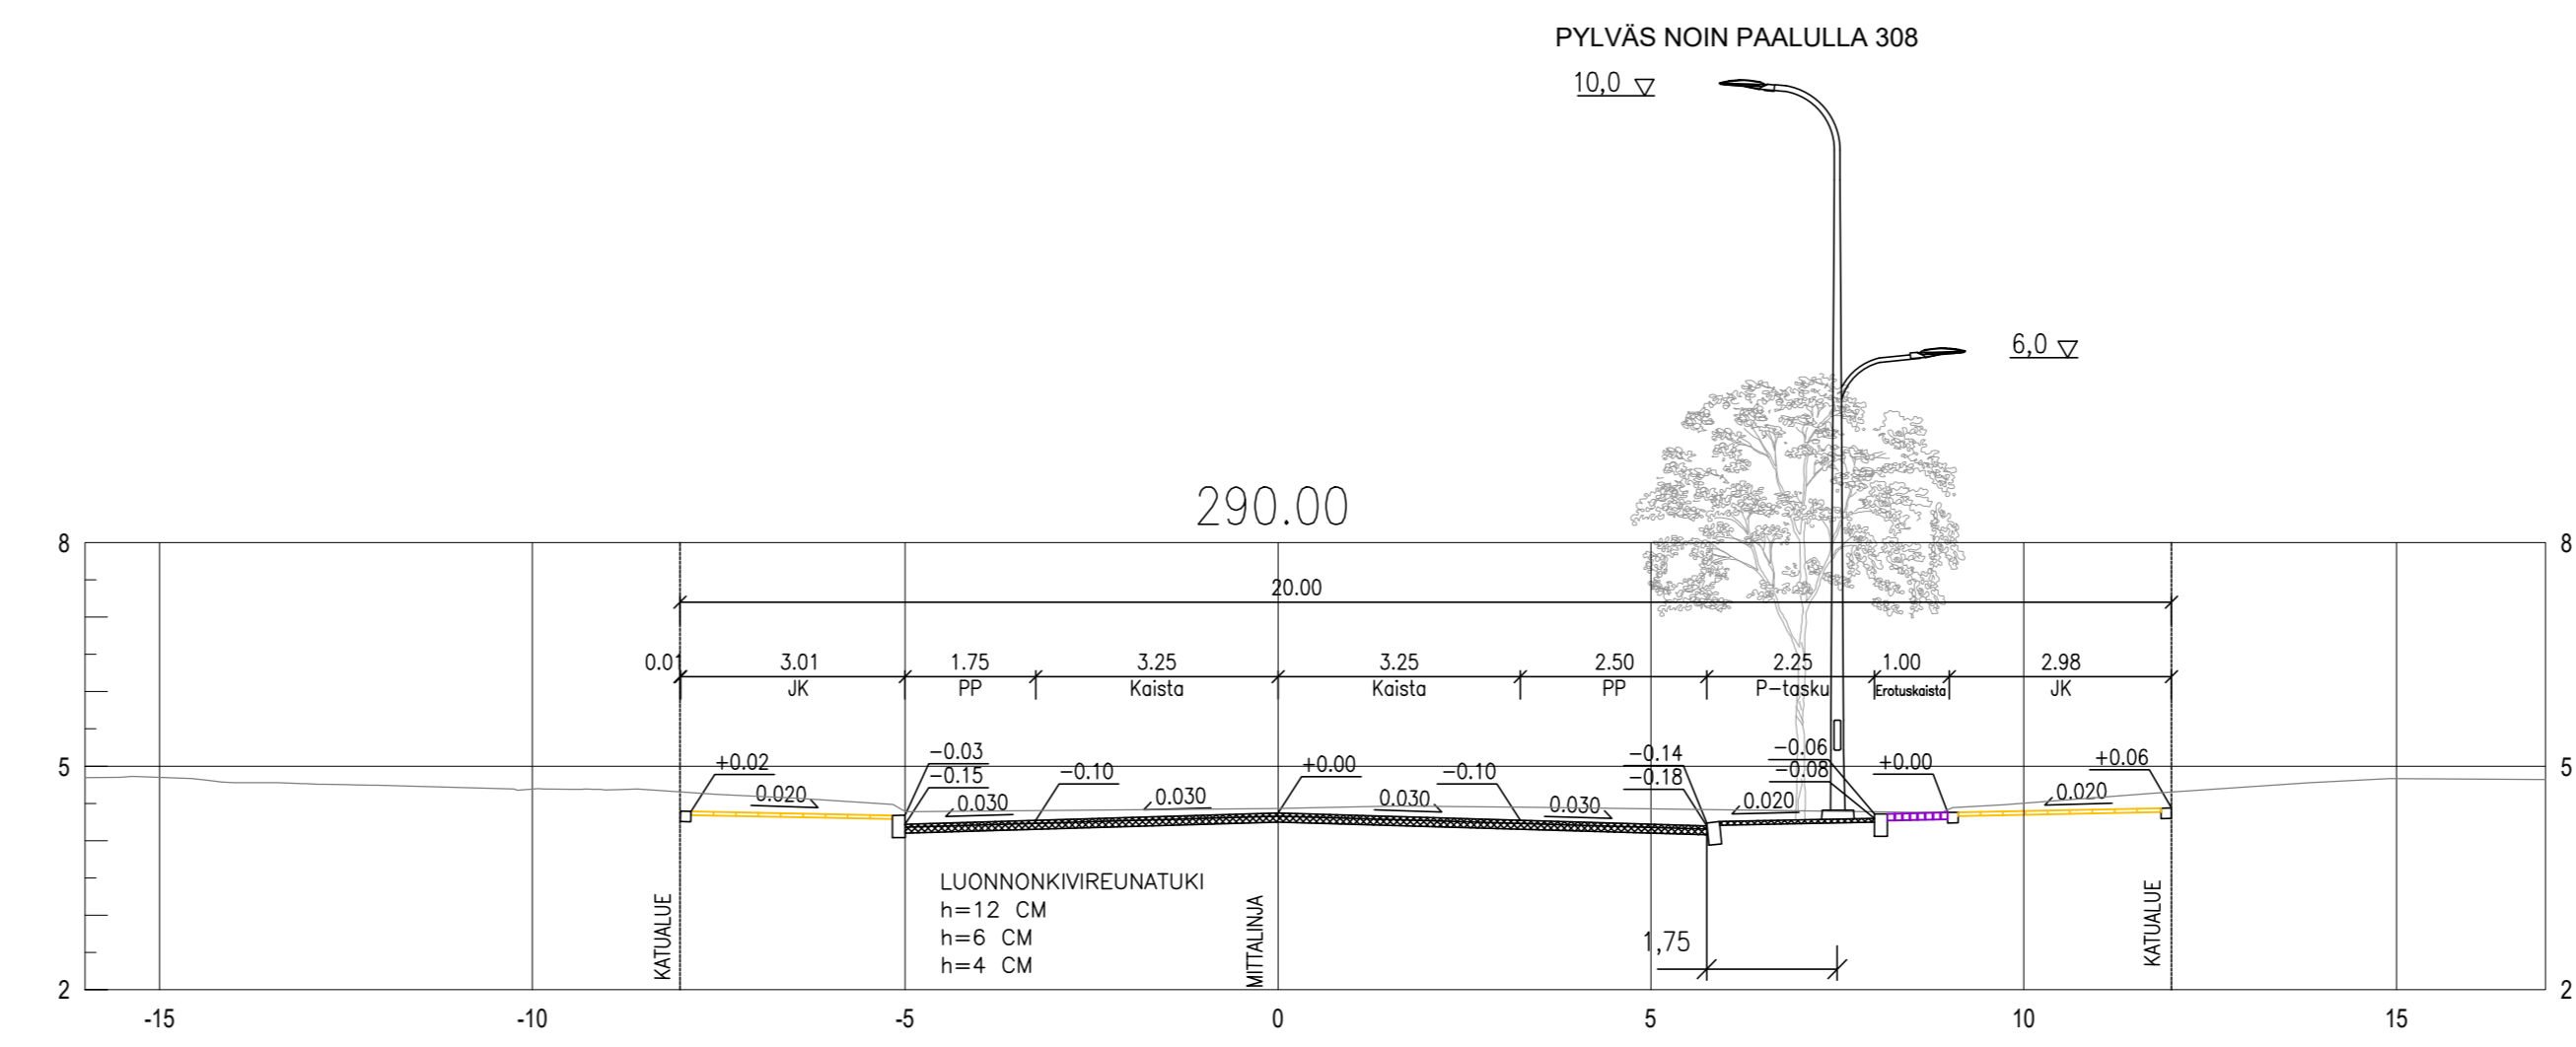 PYLVÄS NOIN PAALULLA 308
10,0
6,0
290.00
8 8
20.00
0.01 3.01 1.75 3.25 3.25 2.50 2.25 1.00 2.98
JK PP Kaista Kaista PP P-tasku Erotuskaista JK
5 5
+0.02 -0.03 -0.15 -0.10 +0.00 -0.10 -0.14 -0.18 -0.06 -0.08 +0.00 +0.06
0.020 0.030 0.030 0.030 0.030 0.020 0.020
LUONNONKIVIREUNATUKI
h=12 CM
h=6 CM
h=4 CM
KATUALUE
MITTALINJA
1,75
KATUALUE
2 2
-15 -10 -5 0 5 10 15